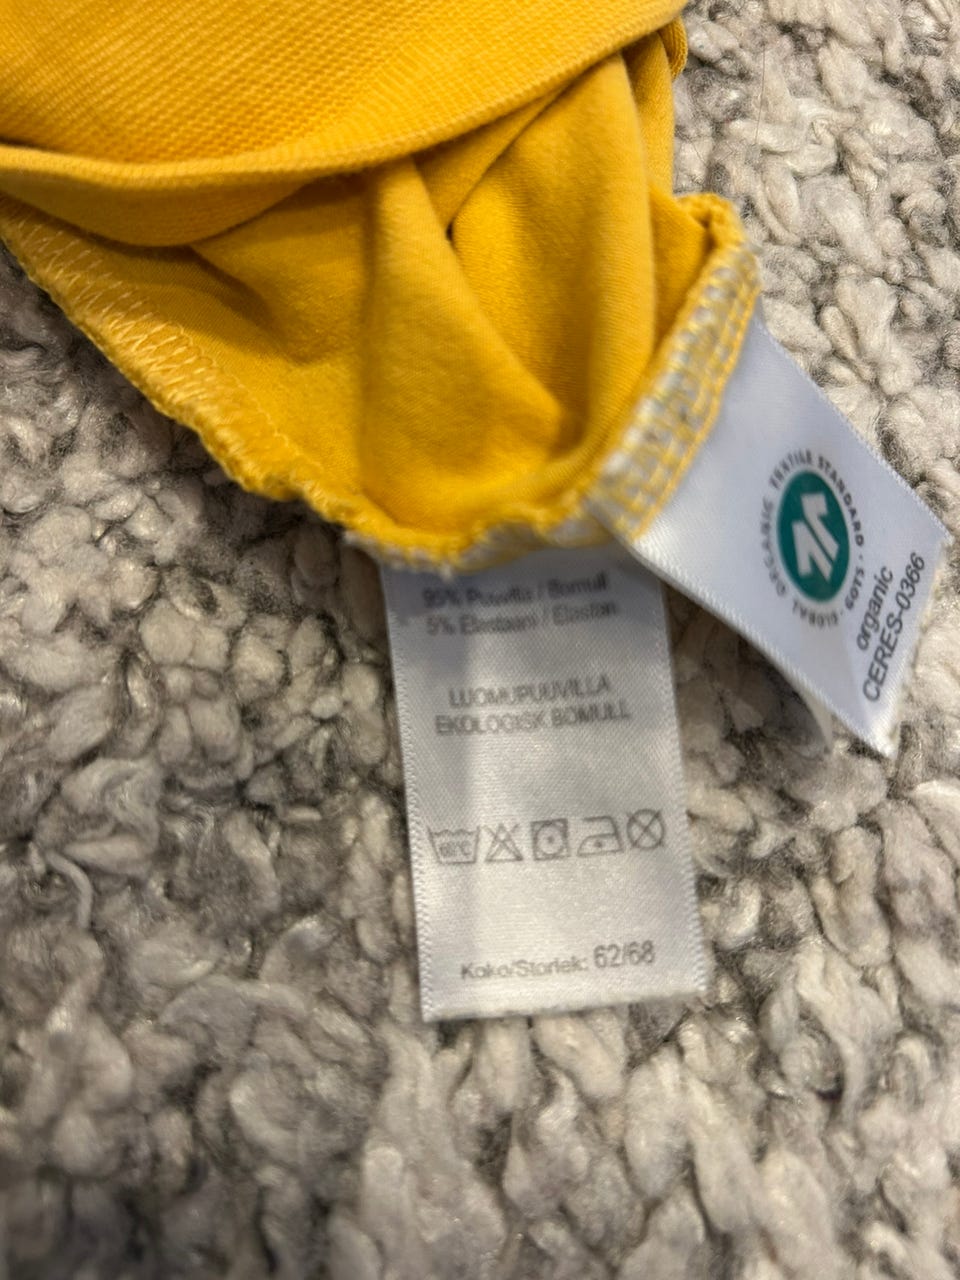 95% Puuvilla / Bomull
5% Elastaani / Elastan
LUOMUPUUVILLA
EKOLOGISK BOMULL
60°C
Koko/Storlek: 62/68
GLOBAL ORGANIC TEXTILE STANDARD · GOTS ·
organic
CERES-0366